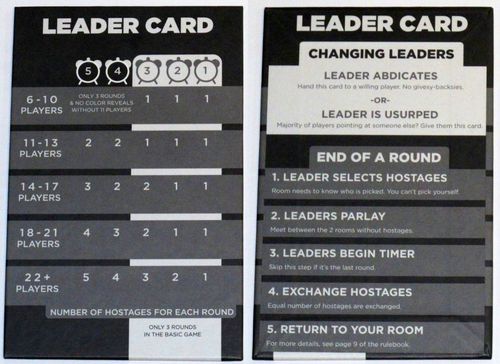 LEADER CARD
5 4 3 2 1
6-10 PLAYERS
ONLY 3 ROUNDS
& NO COLOR REVEALS
WITHOUT 11 PLAYERS
1 1 1
11-13 PLAYERS
2 2 1 1 1
14-17 PLAYERS
3 2 2 1 1
18-21 PLAYERS
4 3 2 1 1
22+ PLAYERS
5 4 3 2 1
NUMBER OF HOSTAGES FOR EACH ROUND
ONLY 3 ROUNDS
IN THE BASIC GAME
LEADER CARD
CHANGING LEADERS
LEADER ABDICATES
Hand this card to a willing player. No givesy-backsies.
-OR-
LEADER IS USURPED
Majority of players pointing at someone else? Give them this card.
END OF A ROUND
1. LEADER SELECTS HOSTAGES
Room needs to know who is picked. You can't pick yourself.
2. LEADERS PARLAY
Meet between the 2 rooms without hostages.
3. LEADERS BEGIN TIMER
Skip this step if it's the last round.
4. EXCHANGE HOSTAGES
Equal number of hostages are exchanged.
5. RETURN TO YOUR ROOM
For more details, see page 9 of the rulebook.